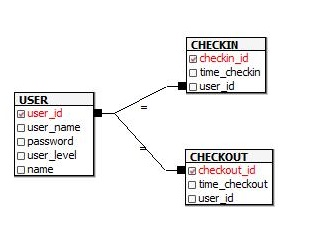 CHECKIN
checkin_id
time_checkin
user_id
USER
user_id
user_name
password
user_level
name
=
=
CHECKOUT
checkout_id
time_checkout
user_id